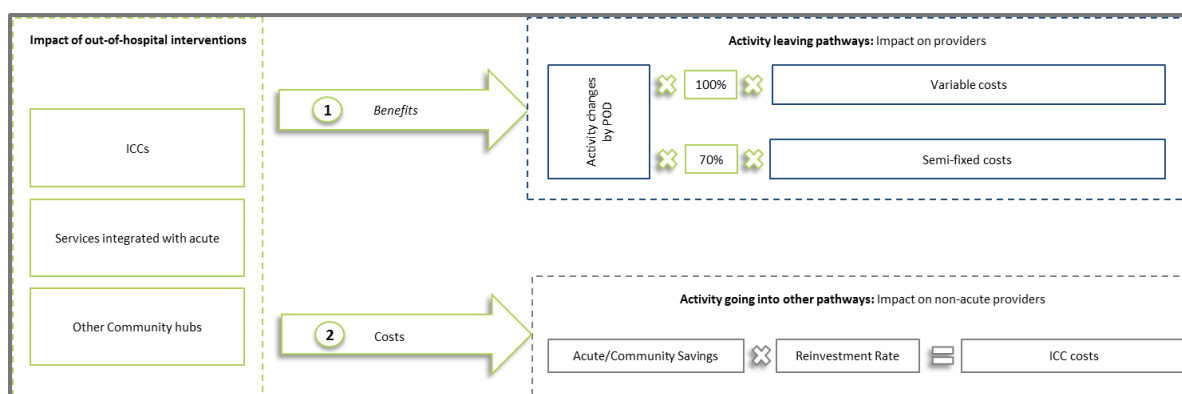 Impact of out-of-hospital interventions
ICCs
Services integrated with acute
Other Community hubs
1 Benefits
2 Costs
Activity leaving pathways: Impact on providers
Activity changes
by POD
100%
Variable costs
70%
Semi-fixed costs
Activity going into other pathways: Impact on non-acute providers
Acute/Community Savings
Reinvestment Rate
ICC costs